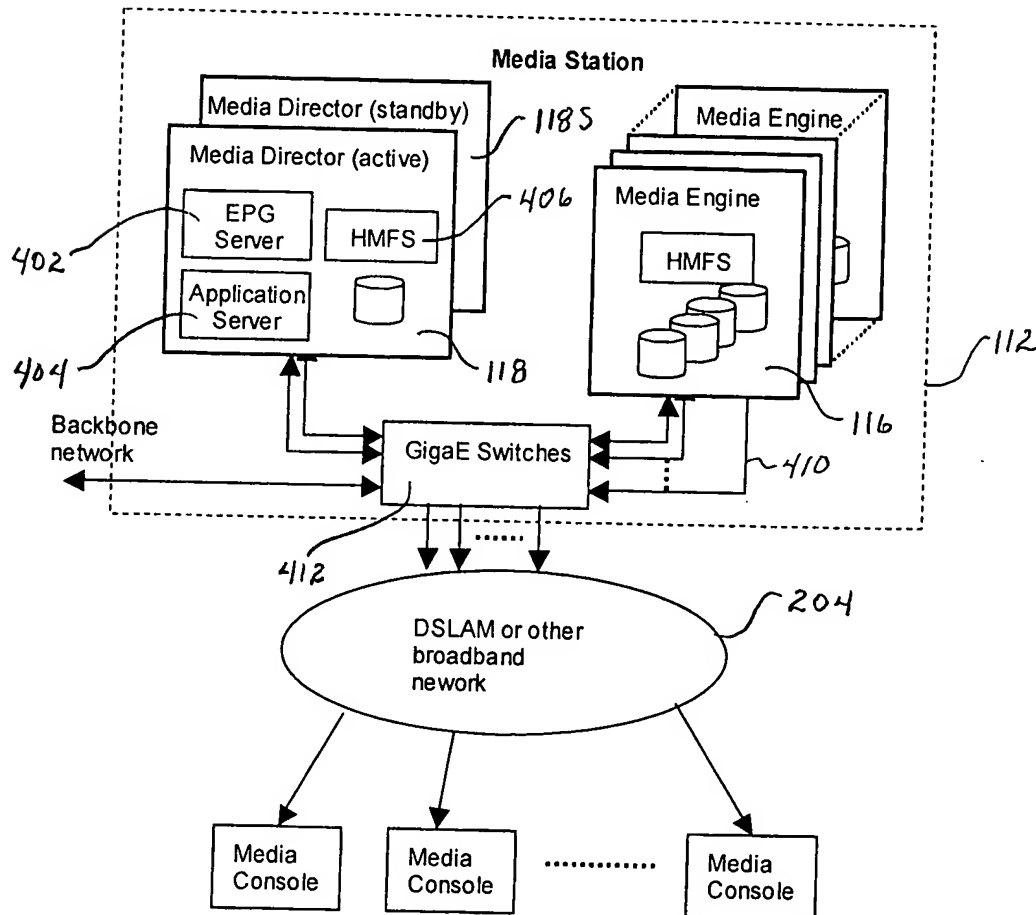 Media Station
Media Director (standby)
118S
Media Director (active)
EPG
Server
402
HMFS
406
Application
Server
404
118
Media Engine
Media Engine
HMFS
112
116
Backbone
network
GigaE Switches
410
412
204
DSLAM or other
broadband
nework
Media
Console
Media
Console
Media
Console